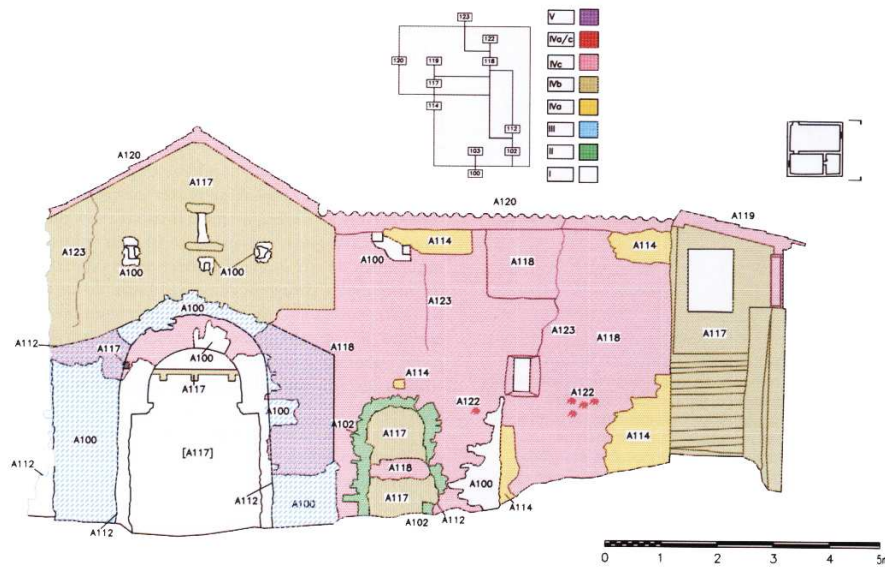 123
122
120
119
118
117
114
112
103
102
100
V
IVa/c
IVc
IVb
IVa
III
II
I
A120
A117
A123
A100
A100
A120
A119
A100
A114
A118
A114
A123
A123
A118
A117
A100
A112
A117
A118
A100
A117
A114
A122
A122
A102
A117
A100
A100
[A117]
A118
A114
A112
A112
A100
A117
A100
A112
A102
A112
A114
0 1 2 3 4 5m